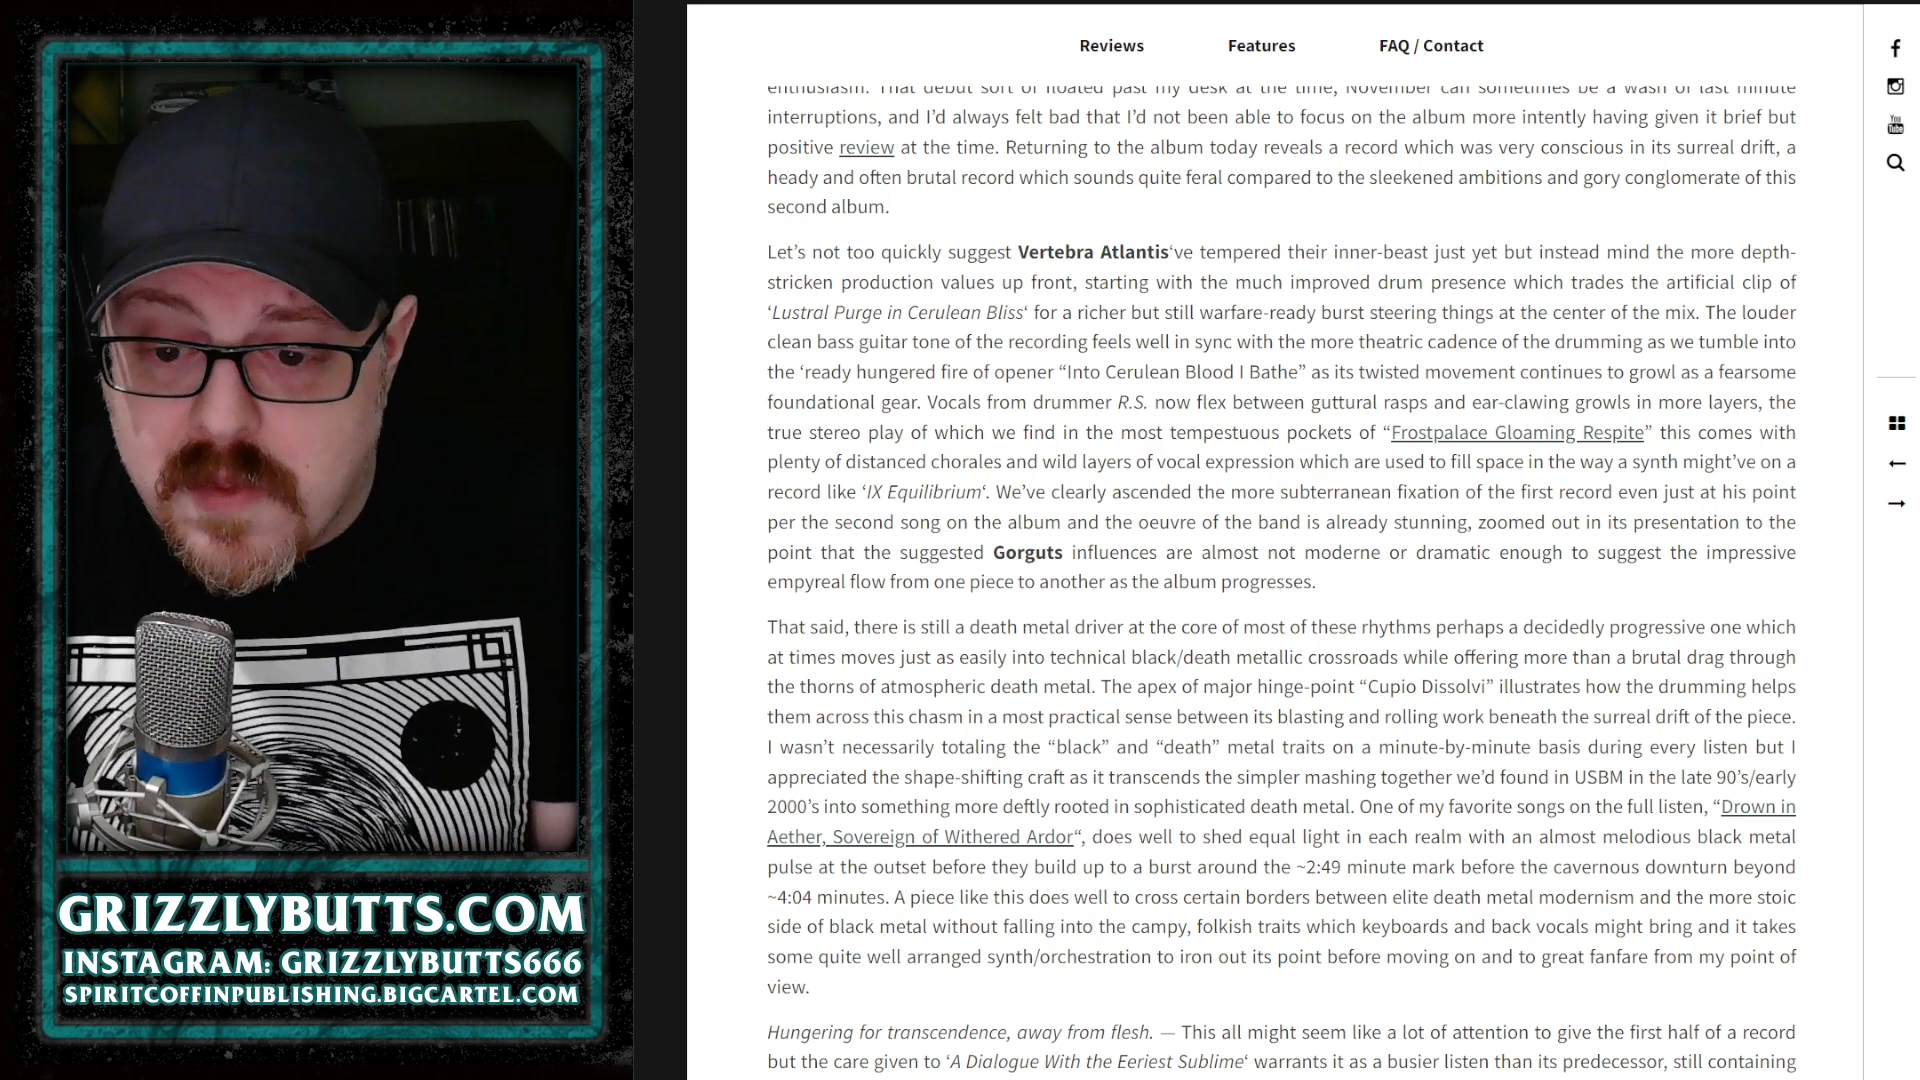 Reviews Features FAQ / Contact
enthusiasm. That debut sort of floated past my desk at the time, November can sometimes be a wash of last minute
interruptions, and I’d always felt bad that I’d not been able to focus on the album more intently having given it brief but
positive review at the time. Returning to the album today reveals a record which was very conscious in its surreal drift, a
heady and often brutal record which sounds quite feral compared to the sleekened ambitions and gory conglomerate of this
second album.
Let’s not too quickly suggest Vertebra Atlantis‘ve tempered their inner-beast just yet but instead mind the more depth-
stricken production values up front, starting with the much improved drum presence which trades the artificial clip of
‘Lustral Purge in Cerulean Bliss‘ for a richer but still warfare-ready burst steering things at the center of the mix. The louder
clean bass guitar tone of the recording feels well in sync with the more theatric cadence of the drumming as we tumble into
the ‘ready hungered fire of opener “Into Cerulean Blood I Bathe” as its twisted movement continues to growl as a fearsome
foundational gear. Vocals from drummer R.S. now flex between guttural rasps and ear-clawing growls in more layers, the
true stereo play of which we find in the most tempestuous pockets of “Frostpalace Gloaming Respite” this comes with
plenty of distanced chorales and wild layers of vocal expression which are used to fill space in the way a synth might’ve on a
record like ‘IX Equilibrium‘. We’ve clearly ascended the more subterranean fixation of the first record even just at his point
per the second song on the album and the oeuvre of the band is already stunning, zoomed out in its presentation to the
point that the suggested Gorguts influences are almost not moderne or dramatic enough to suggest the impressive
empyreal flow from one piece to another as the album progresses.
That said, there is still a death metal driver at the core of most of these rhythms perhaps a decidedly progressive one which
at times moves just as easily into technical black/death metallic crossroads while offering more than a brutal drag through
the thorns of atmospheric death metal. The apex of major hinge-point “Cupio Dissolvi” illustrates how the drumming helps
them across this chasm in a most practical sense between its blasting and rolling work beneath the surreal drift of the piece.
I wasn’t necessarily totaling the “black” and “death” metal traits on a minute-by-minute basis during every listen but I
appreciated the shape-shifting craft as it transcends the simpler mashing together we’d found in USBM in the late 90’s/early
2000’s into something more deftly rooted in sophisticated death metal. One of my favorite songs on the full listen, “Drown in
Aether, Sovereign of Withered Ardor“, does well to shed equal light in each realm with an almost melodious black metal
pulse at the outset before they build up to a burst around the ~2:49 minute mark before the cavernous downturn beyond
~4:04 minutes. A piece like this does well to cross certain borders between elite death metal modernism and the more stoic
side of black metal without falling into the campy, folkish traits which keyboards and back vocals might bring and it takes
some quite well arranged synth/orchestration to iron out its point before moving on and to great fanfare from my point of
view.
Hungering for transcendence, away from flesh. — This all might seem like a lot of attention to give the first half of a record
but the care given to ‘A Dialogue With the Eeriest Sublime‘ warrants it as a busier listen than its predecessor, still containing
You
Tube
GRIZZLYBUTTS.COM
INSTAGRAM: GRIZZLYBUTTS666
SPIRITCOFFINPUBLISHING.BIGCARTEL.COM